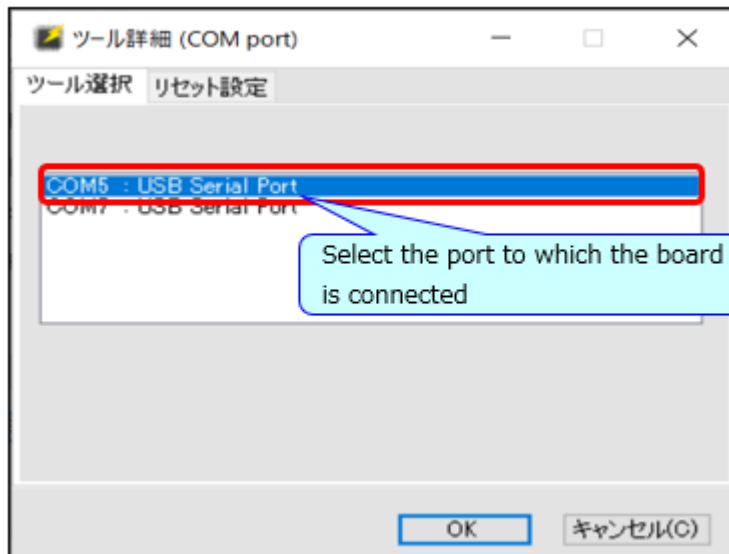 ツール詳細 (COM port)
ツール選択 リセット設定
COM5 : USB Serial Port
COM7 : USB Serial Port
Select the port to which the board
is connected
OK キャンセル(C)